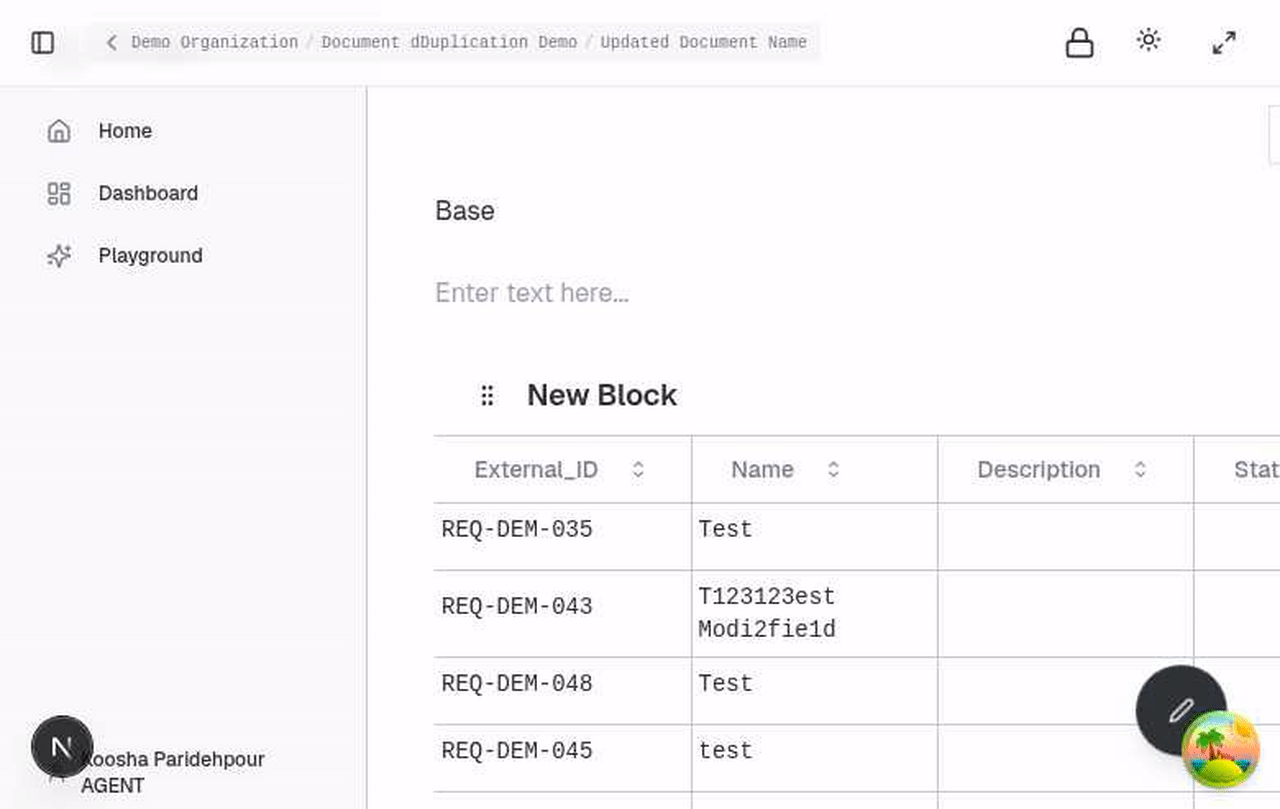 Demo Organization / Document dDuplication Demo / Updated Document Name
Home
Dashboard
Playground
Base
Enter text here...
New Block
External_ID Name Description Stat
REQ-DEM-035 Test
REQ-DEM-043 T123123est
Modi2fie1d
REQ-DEM-048 Test
REQ-DEM-045 test
N
Koosha Paridehpour
AGENT